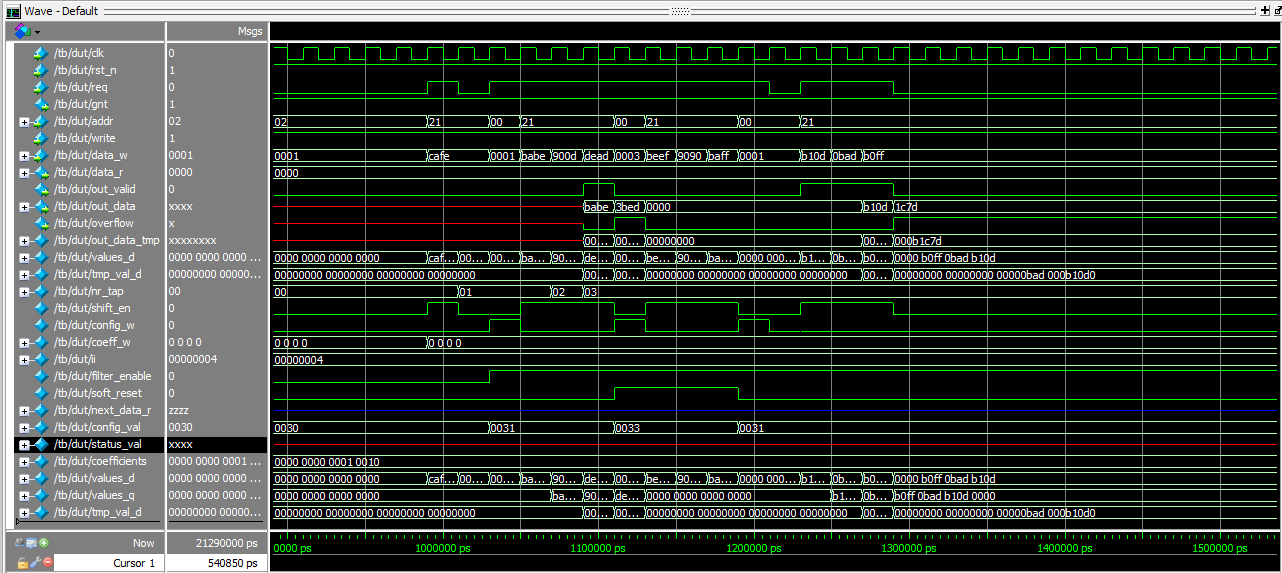 Wave - Default
Msgs
/tb/dut/clk 0
/tb/dut/rst_n 1
/tb/dut/req 0
/tb/dut/gnt 1
/tb/dut/addr 02 02 21 00 21 00 21 00 21
/tb/dut/write 1
/tb/dut/data_w 0001 0001 cafe 0001 babe 900d dead 0003 beef 9090 baff 0001 b10d 0bad b0ff
/tb/dut/data_r 0000 0000
/tb/dut/out_valid 0
/tb/dut/out_data xxxx babe 3bed 0000 b10d 1c7d
/tb/dut/overflow x
/tb/dut/out_data_tmp xxxxxxxx 00... 00... 00000000 00... 000b1c7d
/tb/dut/values_d 0000 0000 0000 ... 0000 0000 0000 0000 caf... 00... 00... ba... 90... de... 00... be... 90... ba... 0000 000... b1... 0b... b0... 0000 b0ff 0bad b10d
/tb/dut/tmp_val_d 00000000 00000... 00000000 00000000 00000000 00000000 00... 00... 00000000 00000000 00000000 00000000 00... 00000000 00000000 00000bad 000b10d0
/tb/dut/nr_tap 00 00 01 02 03
/tb/dut/shift_en 0
/tb/dut/config_w 0
/tb/dut/coeff_w 0 0 0 0 0 0 0 0 0 0 0 0
/tb/dut/ii 00000004 00000004
/tb/dut/filter_enable 0
/tb/dut/soft_reset 0
/tb/dut/next_data_r zzzz
/tb/dut/config_val 0030 0030 0031 0033 0031
/tb/dut/status_val xxxx
/tb/dut/coefficients 0000 0000 0001 ... 0000 0000 0001 0010
/tb/dut/values_d 0000 0000 0000 ... 0000 0000 0000 0000 caf... 00... 00... ba... 90... de... 00... be... 90... ba... 0000 000... b1... 0b... b0... 0000 b0ff 0bad b10d
/tb/dut/values_q 0000 0000 0000 ... 0000 0000 0000 0000 ba... 90... de... 0000 0000 0000 0000 b1... 0b... b0ff 0bad b10d 0000
/tb/dut/tmp_val_d 00000000 00000... 00000000 00000000 00000000 00000000 00... 00... 00000000 00000000 00000000 00000000 00... 00000000 00000000 00000bad 000b10d0
Now 21290000 ps 0000 ps 1000000 ps 1100000 ps 1200000 ps 1300000 ps 1400000 ps 1500000 ps
Cursor 1 540850 ps